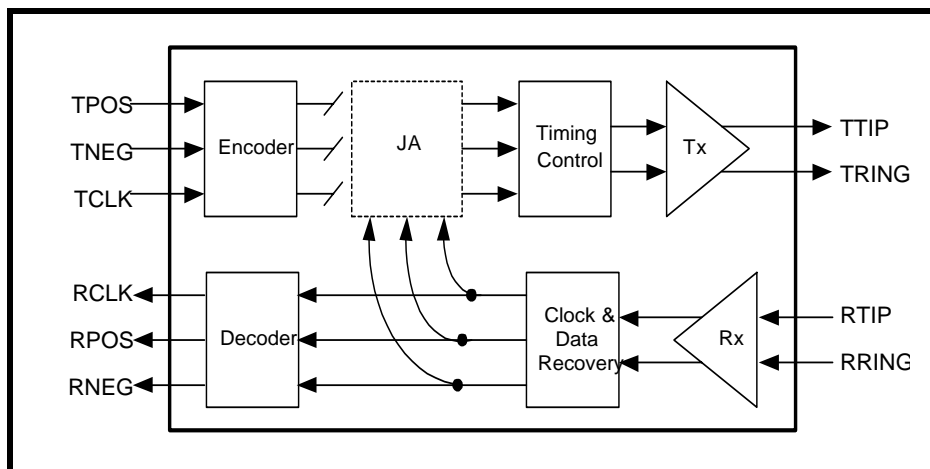 TPOS
TNEG
TCLK
Encoder
JA
Timing
Control
Tx
TTIP
TRING
RCLK
RPOS
RNEG
Decoder
Clock &
Data
Recovery
Rx
RTIP
RRING